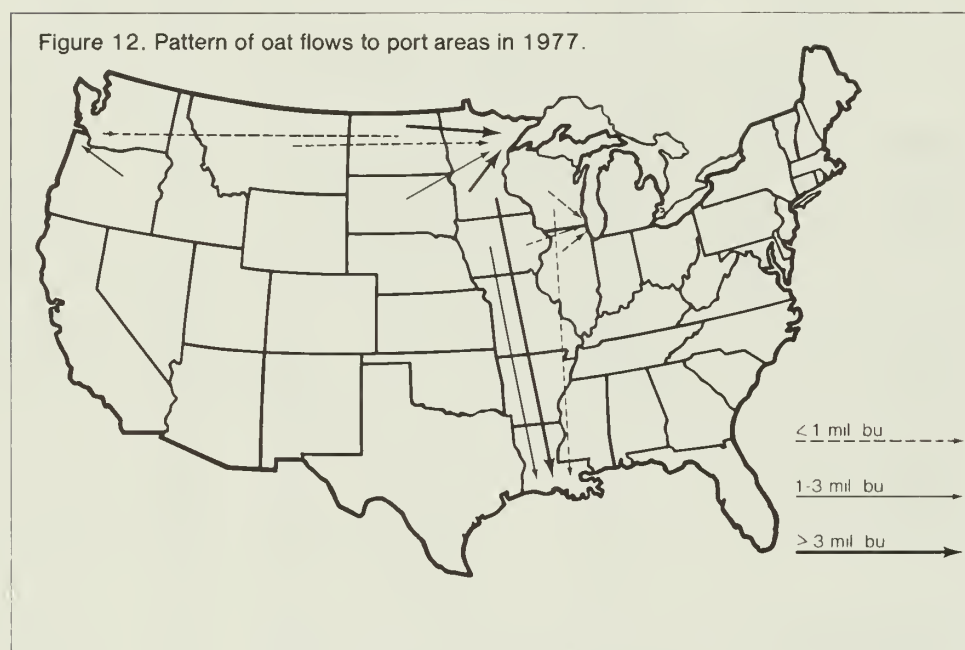 Figure 12. Pattern of oat flows to port areas in 1977.
< 1 mil bu
1-3 mil bu
> 3 mil bu